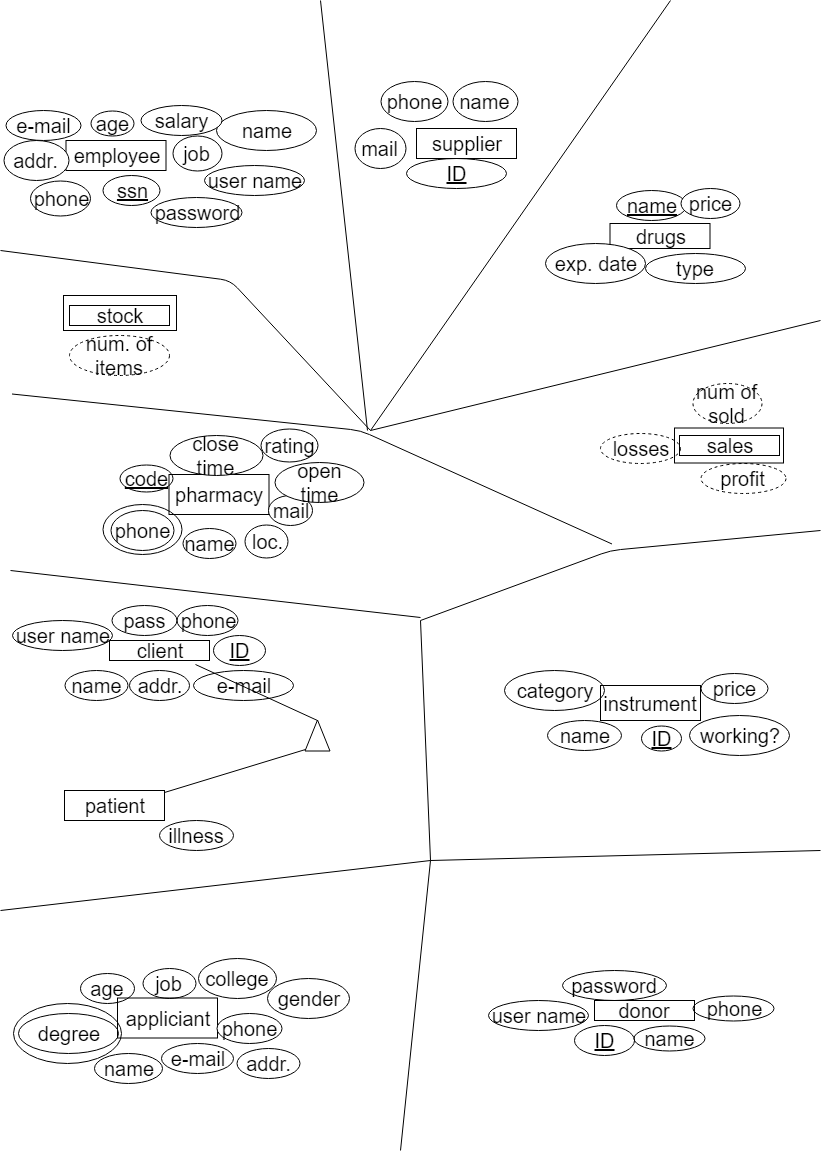 e-mail
age
salary
name
addr.
employee
job
phone
ssn
user name
password
phone
name
mail
supplier
ID
name
price
drugs
exp. date
type
stock
num. of
items
num of
sold
losses
sales
profit
close
time
rating
code
pharmacy
open
time
mail
phone
name
loc.
user name
pass
phone
client
ID
name
addr.
e-mail
patient
illness
category
instrument
price
name
ID
working?
age
job
college
gender
degree
appliciant
phone
name
e-mail
addr.
password
user name
donor
phone
ID
name